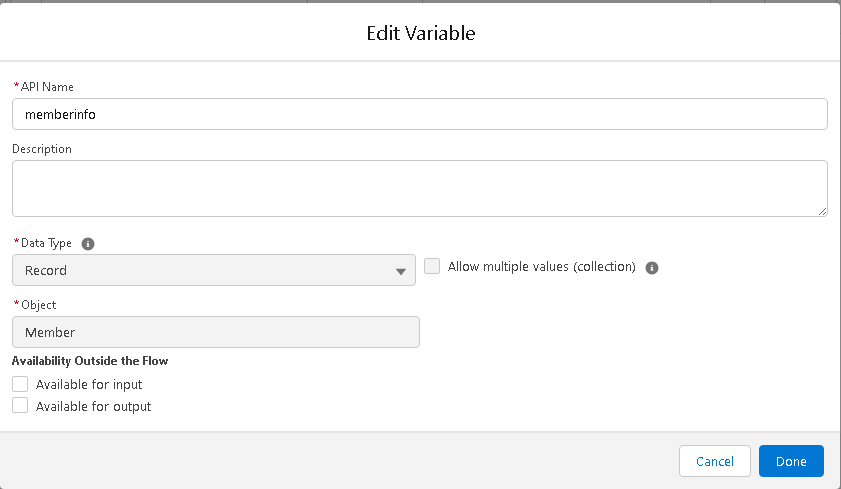 Edit Variable
*API Name
memberinfo
Description
*Data Type
Record
Allow multiple values (collection)
*Object
Member
Availability Outside the Flow
Available for input
Available for output
Cancel
Done